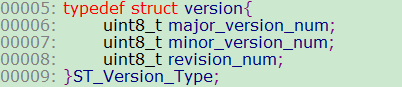 00005: typedef struct version{
00006:     uint8_t major_version_num;
00007:     uint8_t minor_version_num;
00008:     uint8_t revision_num;
00009: }ST_Version_Type;